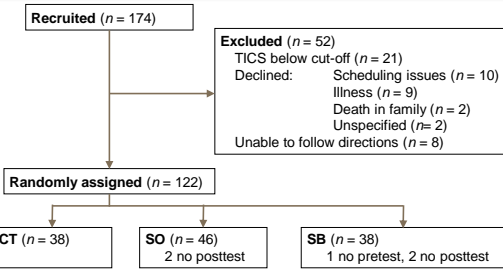 Recruited (n = 174)
Excluded (n = 52)
TICS below cut-off (n = 21)
Declined: Scheduling issues (n = 10)
Illness (n = 9)
Death in family (n = 2)
Unspecified (n= 2)
Unable to follow directions (n = 8)
Randomly assigned (n = 122)
CT (n = 38)
SO (n = 46)
2 no posttest
SB (n = 38)
1 no pretest, 2 no posttest